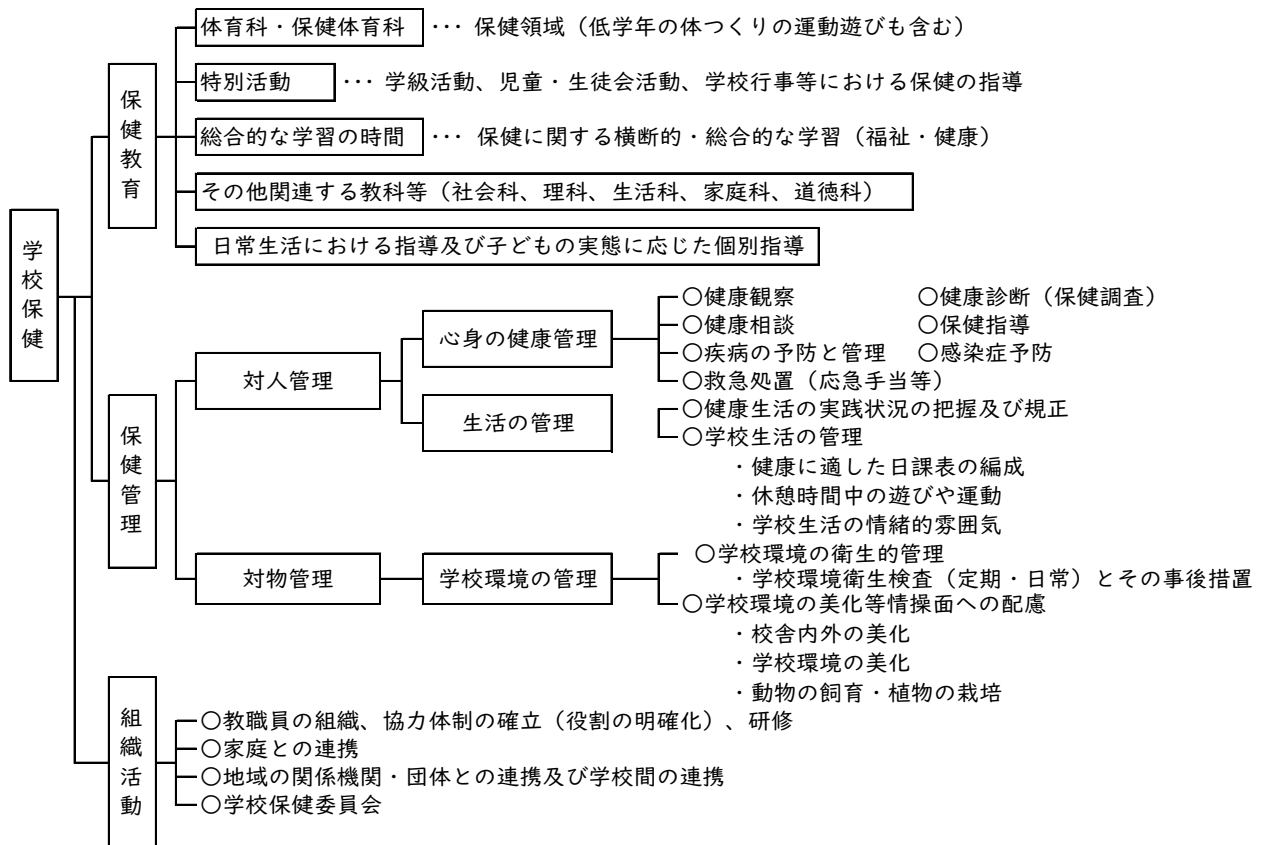 学校保健
保健教育
体育科・保健体育科 ･･･ 保健領域（低学年の体つくりの運動遊びも含む）
特別活動 ･･･ 学級活動、児童・生徒会活動、学校行事等における保健の指導
総合的な学習の時間 ･･･ 保健に関する横断的・総合的な学習（福祉・健康）
その他関連する教科等（社会科、理科、生活科、家庭科、道徳科）
日常生活における指導及び子どもの実態に応じた個別指導
保健管理
対人管理
心身の健康管理
〇健康観察 〇健康診断（保健調査）
〇健康相談 〇保健指導
〇疾病の予防と管理 〇感染症予防
〇救急処置（応急手当等）
生活の管理
〇健康生活の実践状況の把握及び規正
〇学校生活の管理
・健康に適した日課表の編成
・休憩時間中の遊びや運動
・学校生活の情緒的雰囲気
対物管理
学校環境の管理
〇学校環境の衛生的管理
・学校環境衛生検査（定期・日常）とその事後措置
〇学校環境の美化等情操面への配慮
・校舎内外の美化
・学校環境の美化
・動物の飼育・植物の栽培
組織活動
〇教職員の組織、協力体制の確立（役割の明確化）、研修
〇家庭との連携
〇地域の関係機関・団体との連携及び学校間の連携
〇学校保健委員会